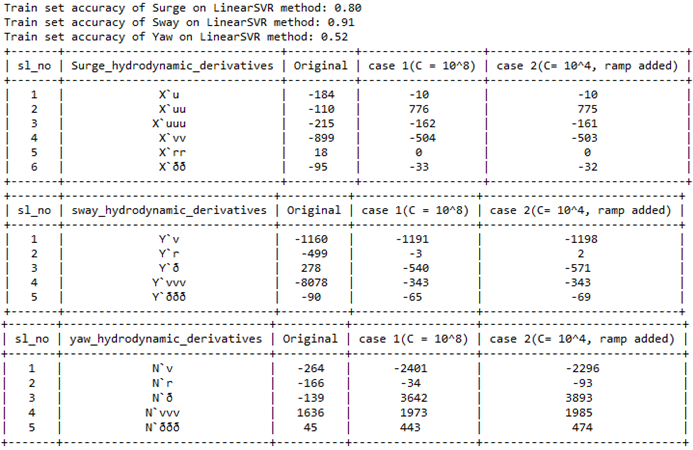 Train set accuracy of Surge on LinearSVR method: 0.80
Train set accuracy of Sway on LinearSVR method: 0.91
Train set accuracy of Yaw on LinearSVR method: 0.52
| sl_no | Surge_hydrodynamic_derivatives | Original | case 1(C = 10^8) | case 2(C= 10^4, ramp added) |
| 1 | X`u | -184 | -10 | -10 |
| 2 | X`uu | -110 | 776 | 775 |
| 3 | X`uuu | -215 | -162 | -161 |
| 4 | X`vv | -899 | -504 | -503 |
| 5 | X`rr | 18 | 0 | 0 |
| 6 | X`ðð | -95 | -33 | -32 |
| sl_no | sway_hydrodynamic_derivatives | Original | case 1(C = 10^8) | case 2(C= 10^4, ramp added) |
| 1 | Y`v | -1160 | -1191 | -1198 |
| 2 | Y`r | -499 | -3 | 2 |
| 3 | Y`ð | 278 | -540 | -571 |
| 4 | Y`vvv | -8078 | -343 | -343 |
| 5 | Y`ððð | -90 | -65 | -69 |
| sl_no | yaw_hydrodynamic_derivatives | Original | case 1(C = 10^8) | case 2(C= 10^4, ramp added) |
| 1 | N`v | -264 | -2401 | -2296 |
| 2 | N`r | -166 | -34 | -93 |
| 3 | N`ð | -139 | 3642 | 3893 |
| 4 | N`vvv | 1636 | 1973 | 1985 |
| 5 | N`ððð | 45 | 443 | 474 |